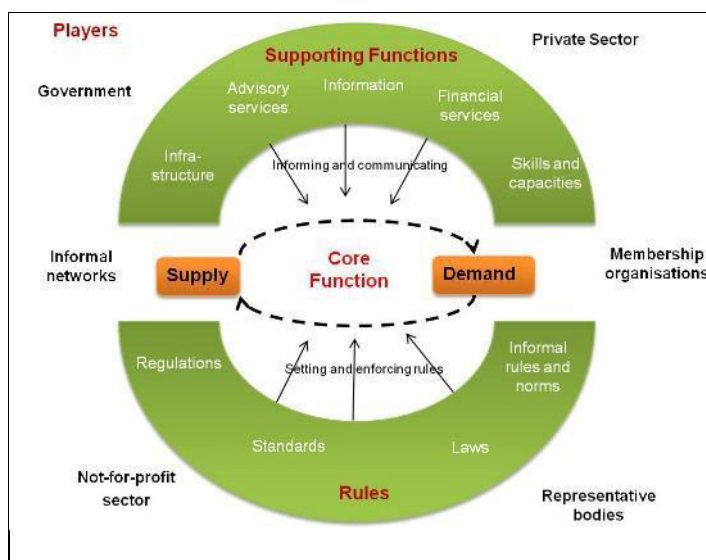 Players
Supporting Functions
Private Sector
Government
Advisory
services
Information
Financial
services
Infra-
structure
Informing and communicating
Skills and
capacities
Informal
networks
Supply
Core
Function
Demand
Membership
organisations
Regulations
Setting and enforcing rules
Informal
rules and
norms
Standards
Laws
Not-for-profit
sector
Rules
Representative
bodies